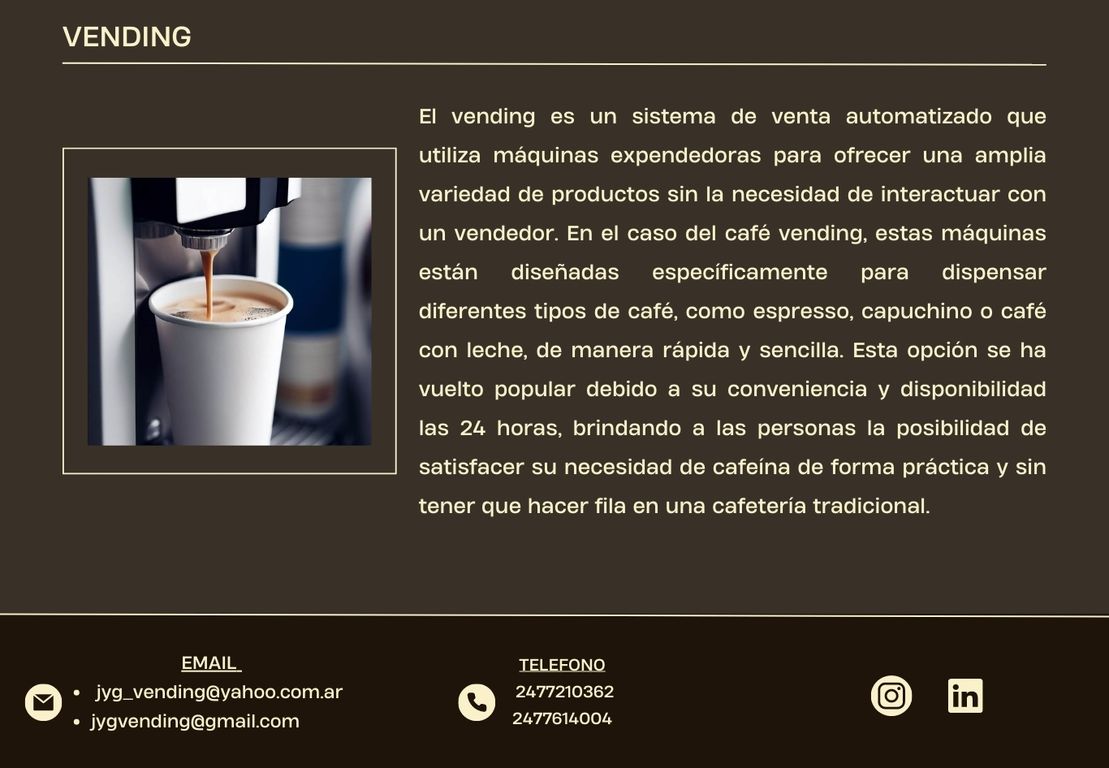 VENDING
El vending es un sistema de venta automatizado que
utiliza máquinas expendedoras para ofrecer una amplia
variedad de productos sin la necesidad de interactuar con
un vendedor. En el caso del café vending, estas máquinas
están diseñadas específicamente para dispensar
diferentes tipos de café, como espresso, capuchino o café
con leche, de manera rápida y sencilla. Esta opción se ha
vuelto popular debido a su conveniencia y disponibilidad
las 24 horas, brindando a las personas la posibilidad de
satisfacer su necesidad de cafeína de forma práctica y sin
tener que hacer fila en una cafetería tradicional.
EMAIL
• jyg_vending@yahoo.com.ar
• jygvending@gmail.com
TELEFONO
2477210362
2477614004
in